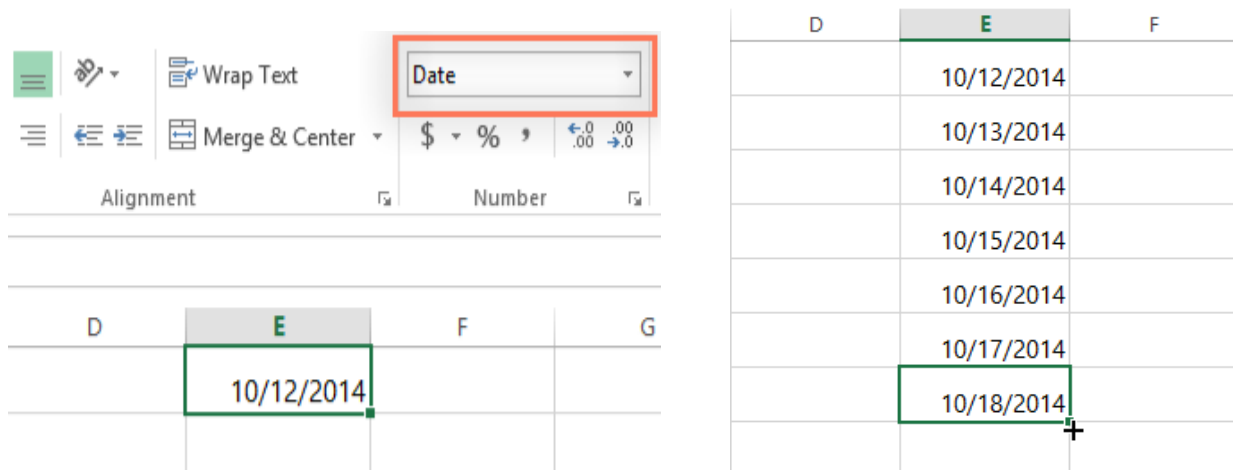 Wrap Text
Date
Merge & Center
$ % ,
←.0 .00
.00 →.0
Alignment
Number
D E F G
10/12/2014
D E F
10/12/2014
10/13/2014
10/14/2014
10/15/2014
10/16/2014
10/17/2014
10/18/2014